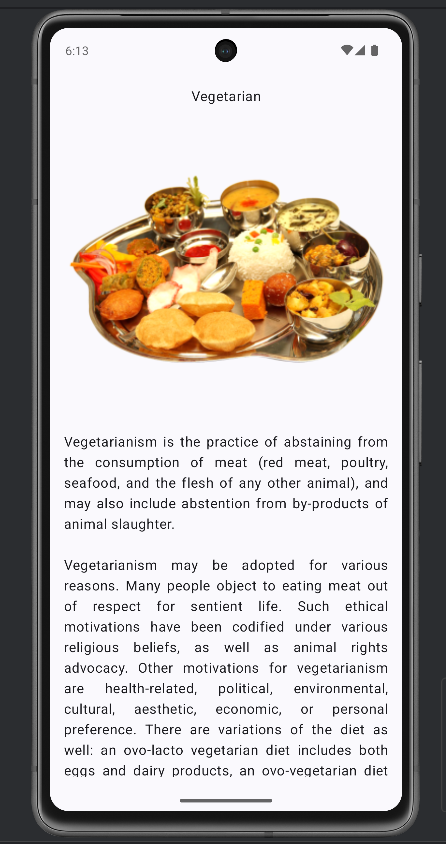 6:13
Vegetarian
Vegetarianism is the practice of abstaining from
the consumption of meat (red meat, poultry,
seafood, and the flesh of any other animal), and
may also include abstention from by-products of
animal slaughter.
Vegetarianism may be adopted for various
reasons. Many people object to eating meat out
of respect for sentient life. Such ethical
motivations have been codified under various
religious beliefs, as well as animal rights
advocacy. Other motivations for vegetarianism
are health-related, political, environmental,
cultural, aesthetic, economic, or personal
preference. There are variations of the diet as
well: an ovo-lacto vegetarian diet includes both
eggs and dairy products, an ovo-vegetarian diet